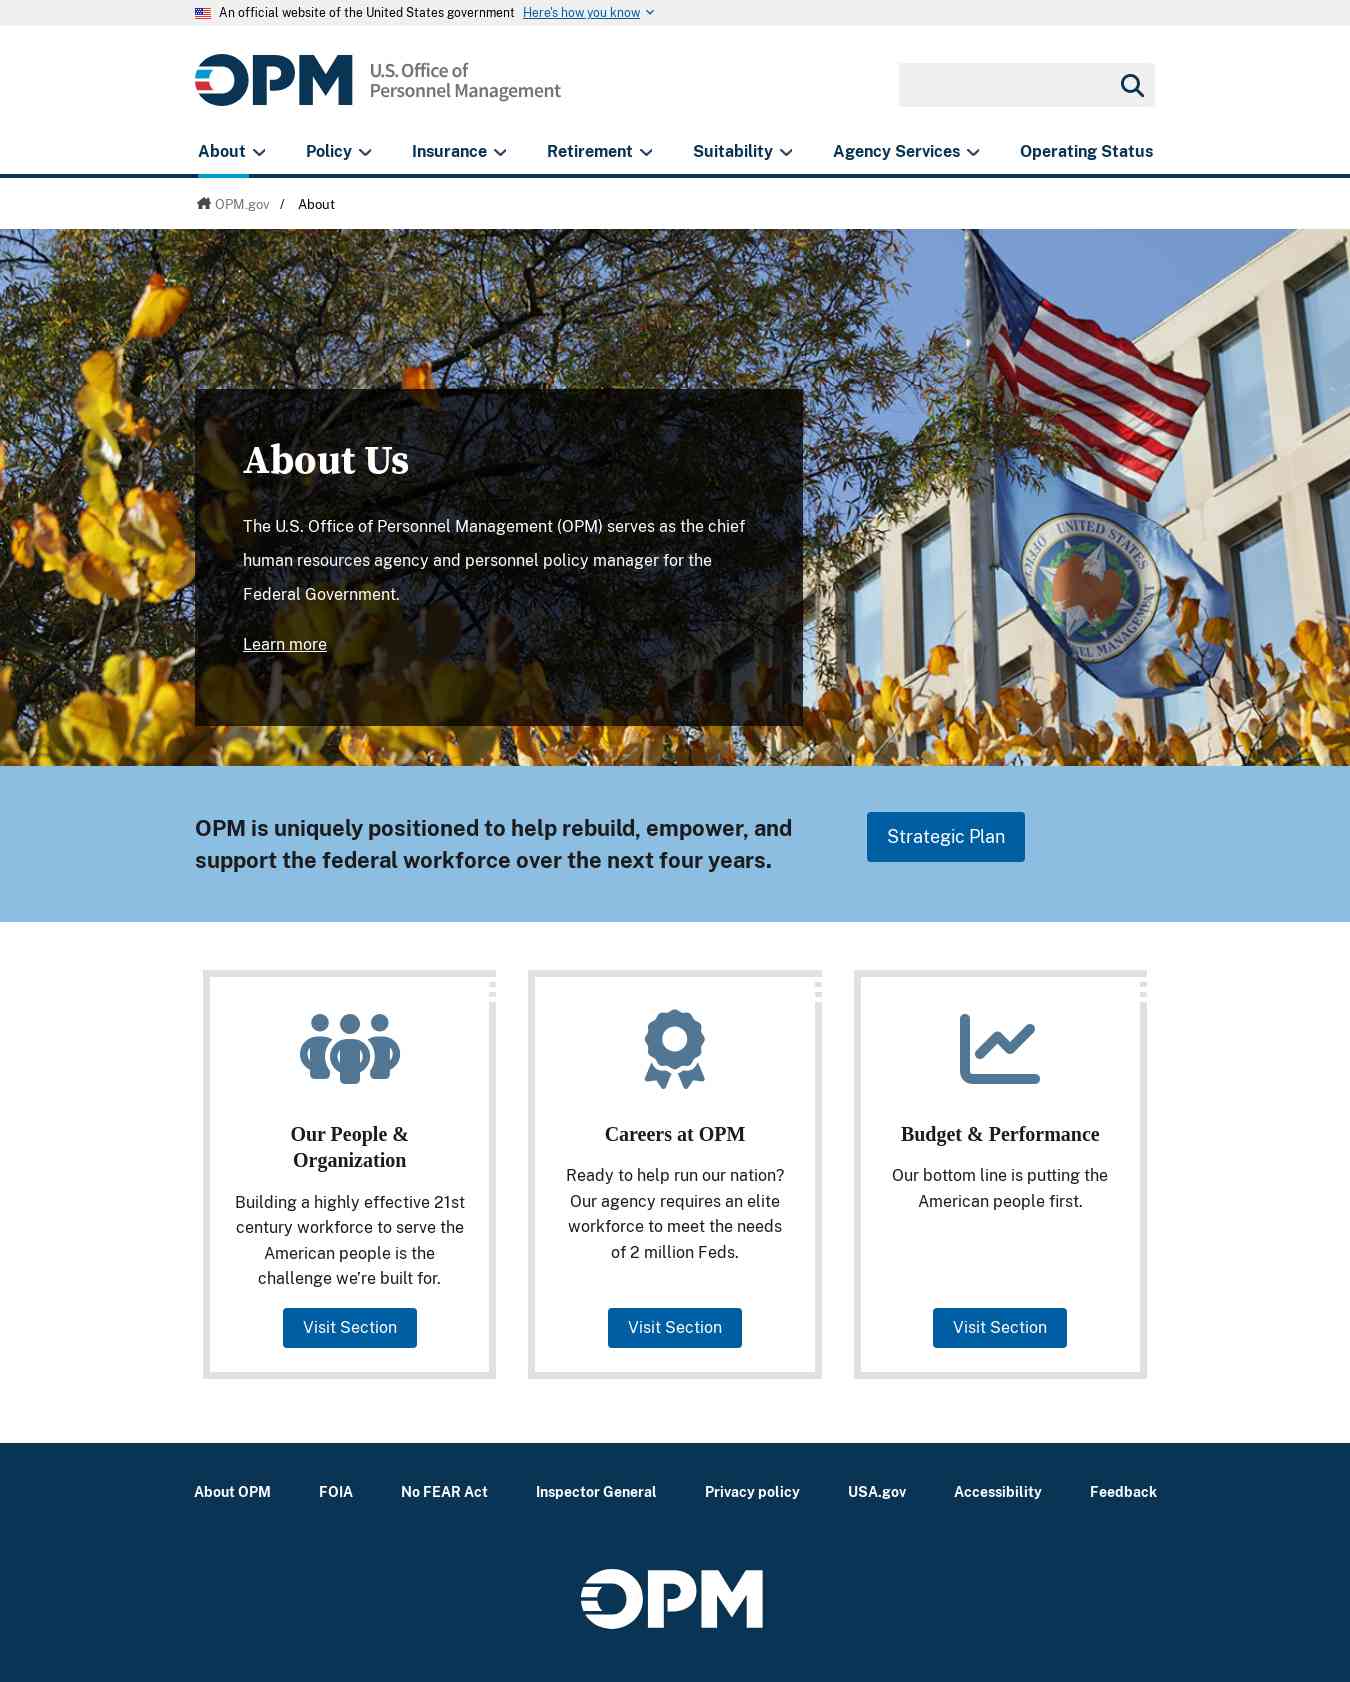 An official website of the United States government Here's how you know
OPM U.S. Office of
Personnel Management
About Policy Insurance Retirement Suitability Agency Services Operating Status
OPM.gov / About
About Us
The U.S. Office of Personnel Management (OPM) serves as the chief
human resources agency and personnel policy manager for the
Federal Government.
Learn more
UNITED STATES
OPM is uniquely positioned to help rebuild, empower, and
support the federal workforce over the next four years.
Strategic Plan
Our People &
Organization
Building a highly effective 21st
century workforce to serve the
American people is the
challenge we’re built for.
Visit Section
Careers at OPM
Ready to help run our nation?
Our agency requires an elite
workforce to meet the needs
of 2 million Feds.
Visit Section
Budget & Performance
Our bottom line is putting the
American people first.
Visit Section
About OPM FOIA No FEAR Act Inspector General Privacy policy USA.gov Accessibility Feedback
OPM